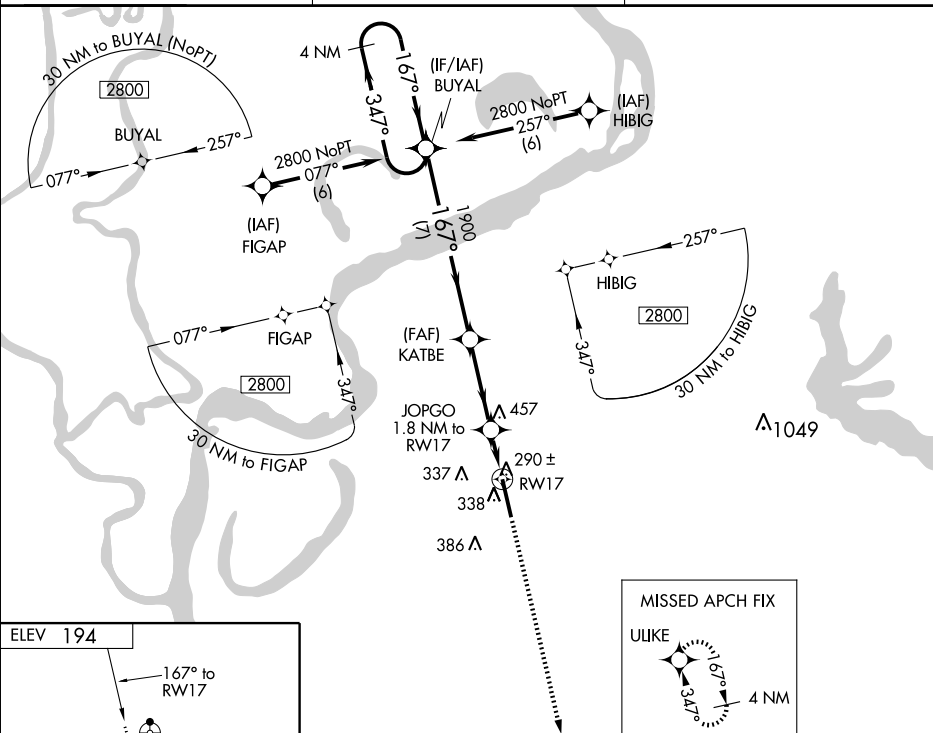 30 NM to BUYAL (NoPT)
2800
BUYAL
077°
257°
4 NM
167°
347°
(IF/IAF)
BUYAL
2800 NoPT
257°
(6)
(IAF)
HIBIG
2800 NoPT
077°
(6)
(IAF)
FIGAP
1900
167°
(7)
257°
HIBIG
2800
347°
30 NM to HIBIG
077°
FIGAP
2800
347°
30 NM to FIGAP
(FAF)
KATBE
JOPGO
1.8 NM to
RW17
457
1049
337
290 ±
RW17
338
386
MISSED APCH FIX
ULIKE
167°
347°
4 NM
ELEV 194
167° to
RW17